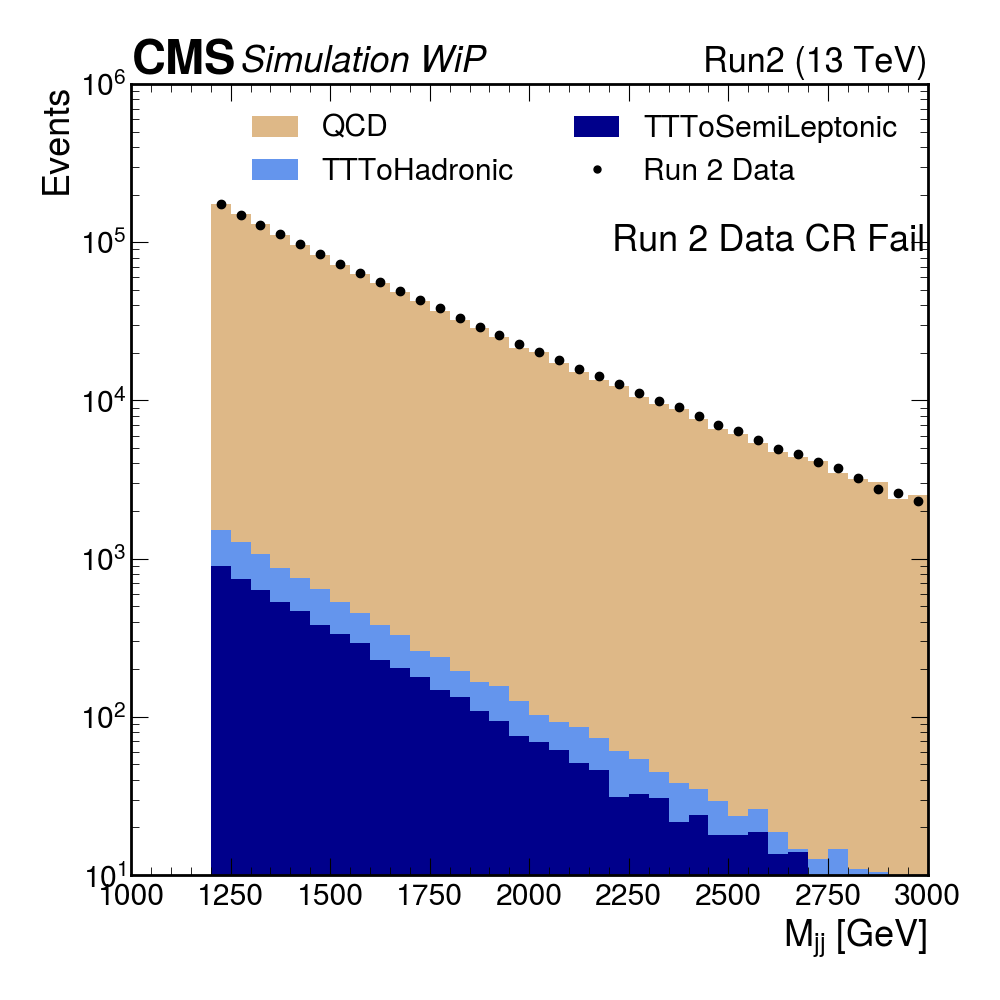 CMS Simulation WiP Run2 (13 TeV)
Events
10^6
10^5
10^4
10^3
10^2
10^1
QCD
TTToHadronic
TTToSemiLeptonic
Run 2 Data
Run 2 Data CR Fail
1000 1250 1500 1750 2000 2250 2500 2750 3000
M_jj [GeV]